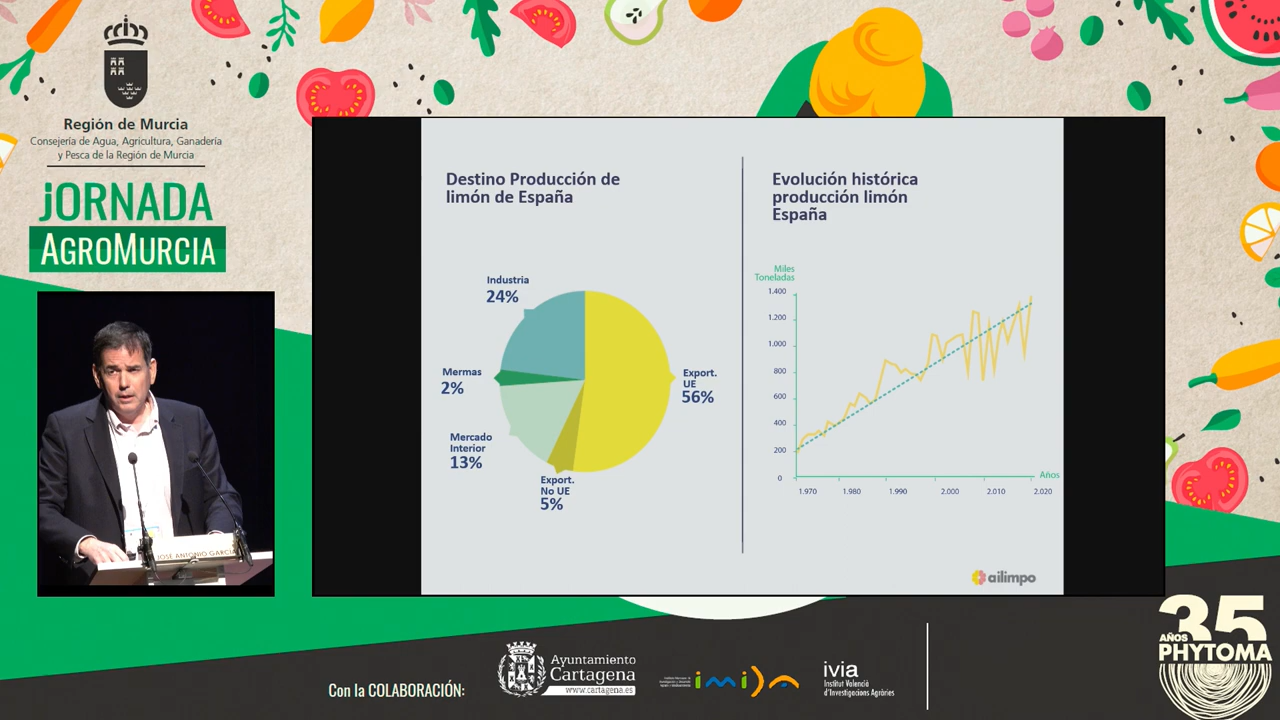 Región de Murcia
Consejería de Agua, Agricultura, Ganadería
y Pesca de la Región de Murcia
jORNADA
AGROMURCIA
JOSE ANTONIO GARCIA
Destino Producción de
limón de España
Industria
24%
Mermas
2%
Mercado
Interior
13%
Export.
No UE
5%
Export.
UE
56%
Evolución histórica
producción limón
España
Miles
Toneladas
1.400
1.200
1.000
800
600
400
200
0
Años
1.970 1.980 1.990 2.000 2.010 2.020
ailimpo
Con la COLABORACIÓN:
Ayuntamiento
Cartagena
www.cartagena.es
imida
ivia
Institut Valencià
d'Investigacions Agràries
35
AÑOS
PHYTOMA